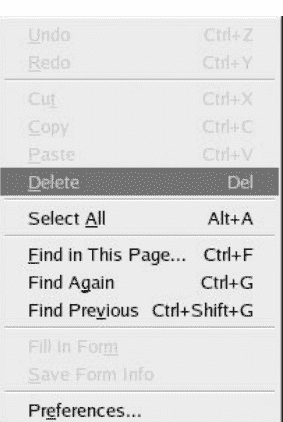 Undo Ctrl+Z
Redo Ctrl+Y
Cut Ctrl+X
Copy Ctrl+C
Paste Ctrl+V
Delete Del
Select All Alt+A
Find in This Page... Ctrl+F
Find Again Ctrl+G
Find Previous Ctrl+Shift+G
Fill In Form
Save Form Info
Preferences...